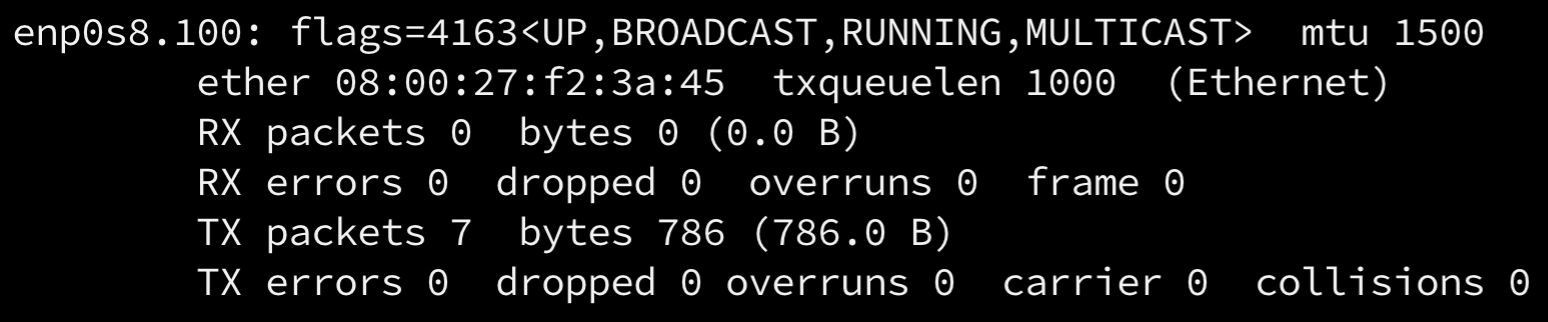 enp0s8.100: flags=4163<UP,BROADCAST,RUNNING,MULTICAST>  mtu 1500
        ether 08:00:27:f2:3a:45  txqueuelen 1000  (Ethernet)
        RX packets 0  bytes 0 (0.0 B)
        RX errors 0  dropped 0  overruns 0  frame 0
        TX packets 7  bytes 786 (786.0 B)
        TX errors 0  dropped 0 overruns 0  carrier 0  collisions 0